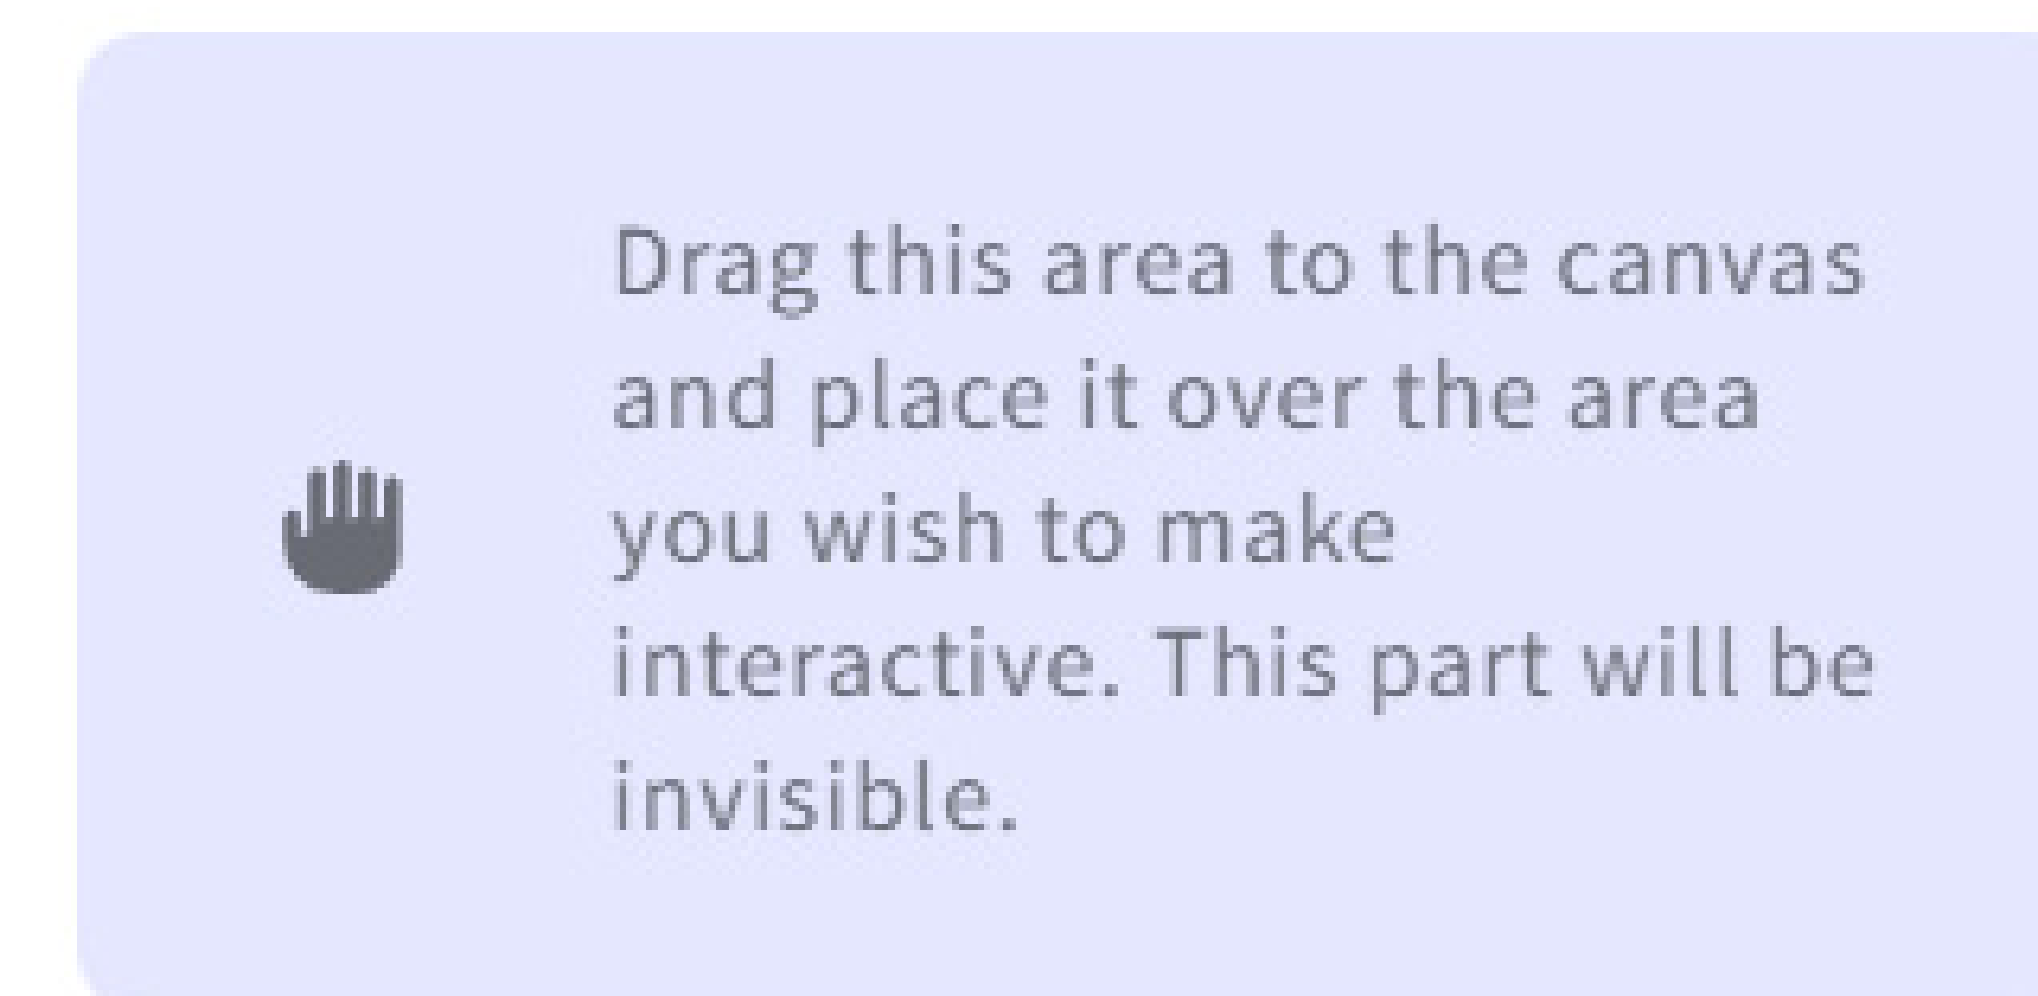 Drag this area to the canvas
and place it over the area
you wish to make
interactive. This part will be
invisible.